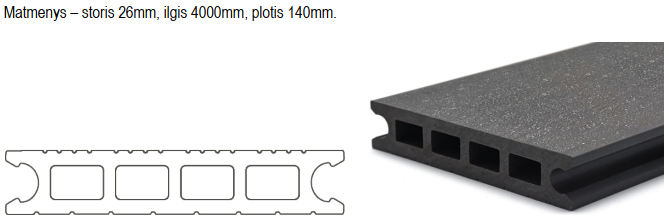 Matmenys – storis 26mm, ilgis 4000mm, plotis 140mm.